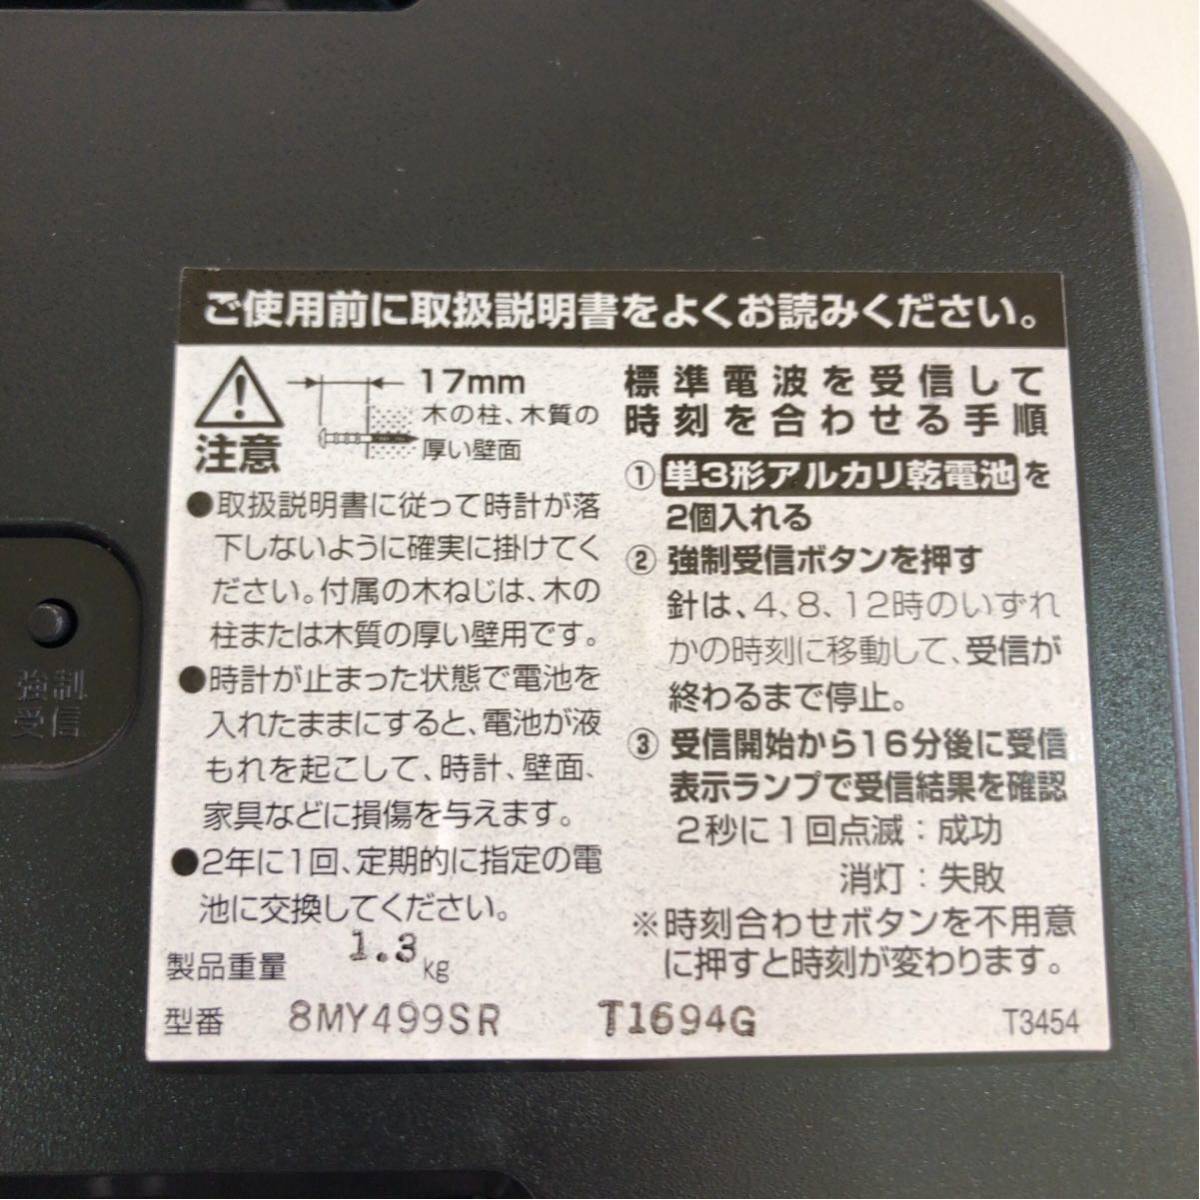 ご使用前に取扱説明書をよくお読みください。
注意
17mm
木の柱、木質の
厚い壁面
●取扱説明書に従って時計が落
下しないように確実に掛けてく
ださい。付属の木ねじは、木の
柱または木質の厚い壁用です。
●時計が止まった状態で電池を
入れたままにすると、電池が液
もれを起こして、時計、壁面、
家具などに損傷を与えます。
●2年に1回、定期的に指定の電
池に交換してください。
製品重量 1.3 kg
標準電波を受信して
時刻を合わせる手順
① 単3形アルカリ乾電池を
2個入れる
② 強制受信ボタンを押す
針は、4、8、12時のいずれ
かの時刻に移動して、受信が
終わるまで停止。
③ 受信開始から16分後に受信
表示ランプで受信結果を確認
2秒に1回点滅：成功
消灯：失敗
※時刻合わせボタンを不用意
に押すと時刻が変わります。
型番 8MY499SR T1694G T3454
強制
受信